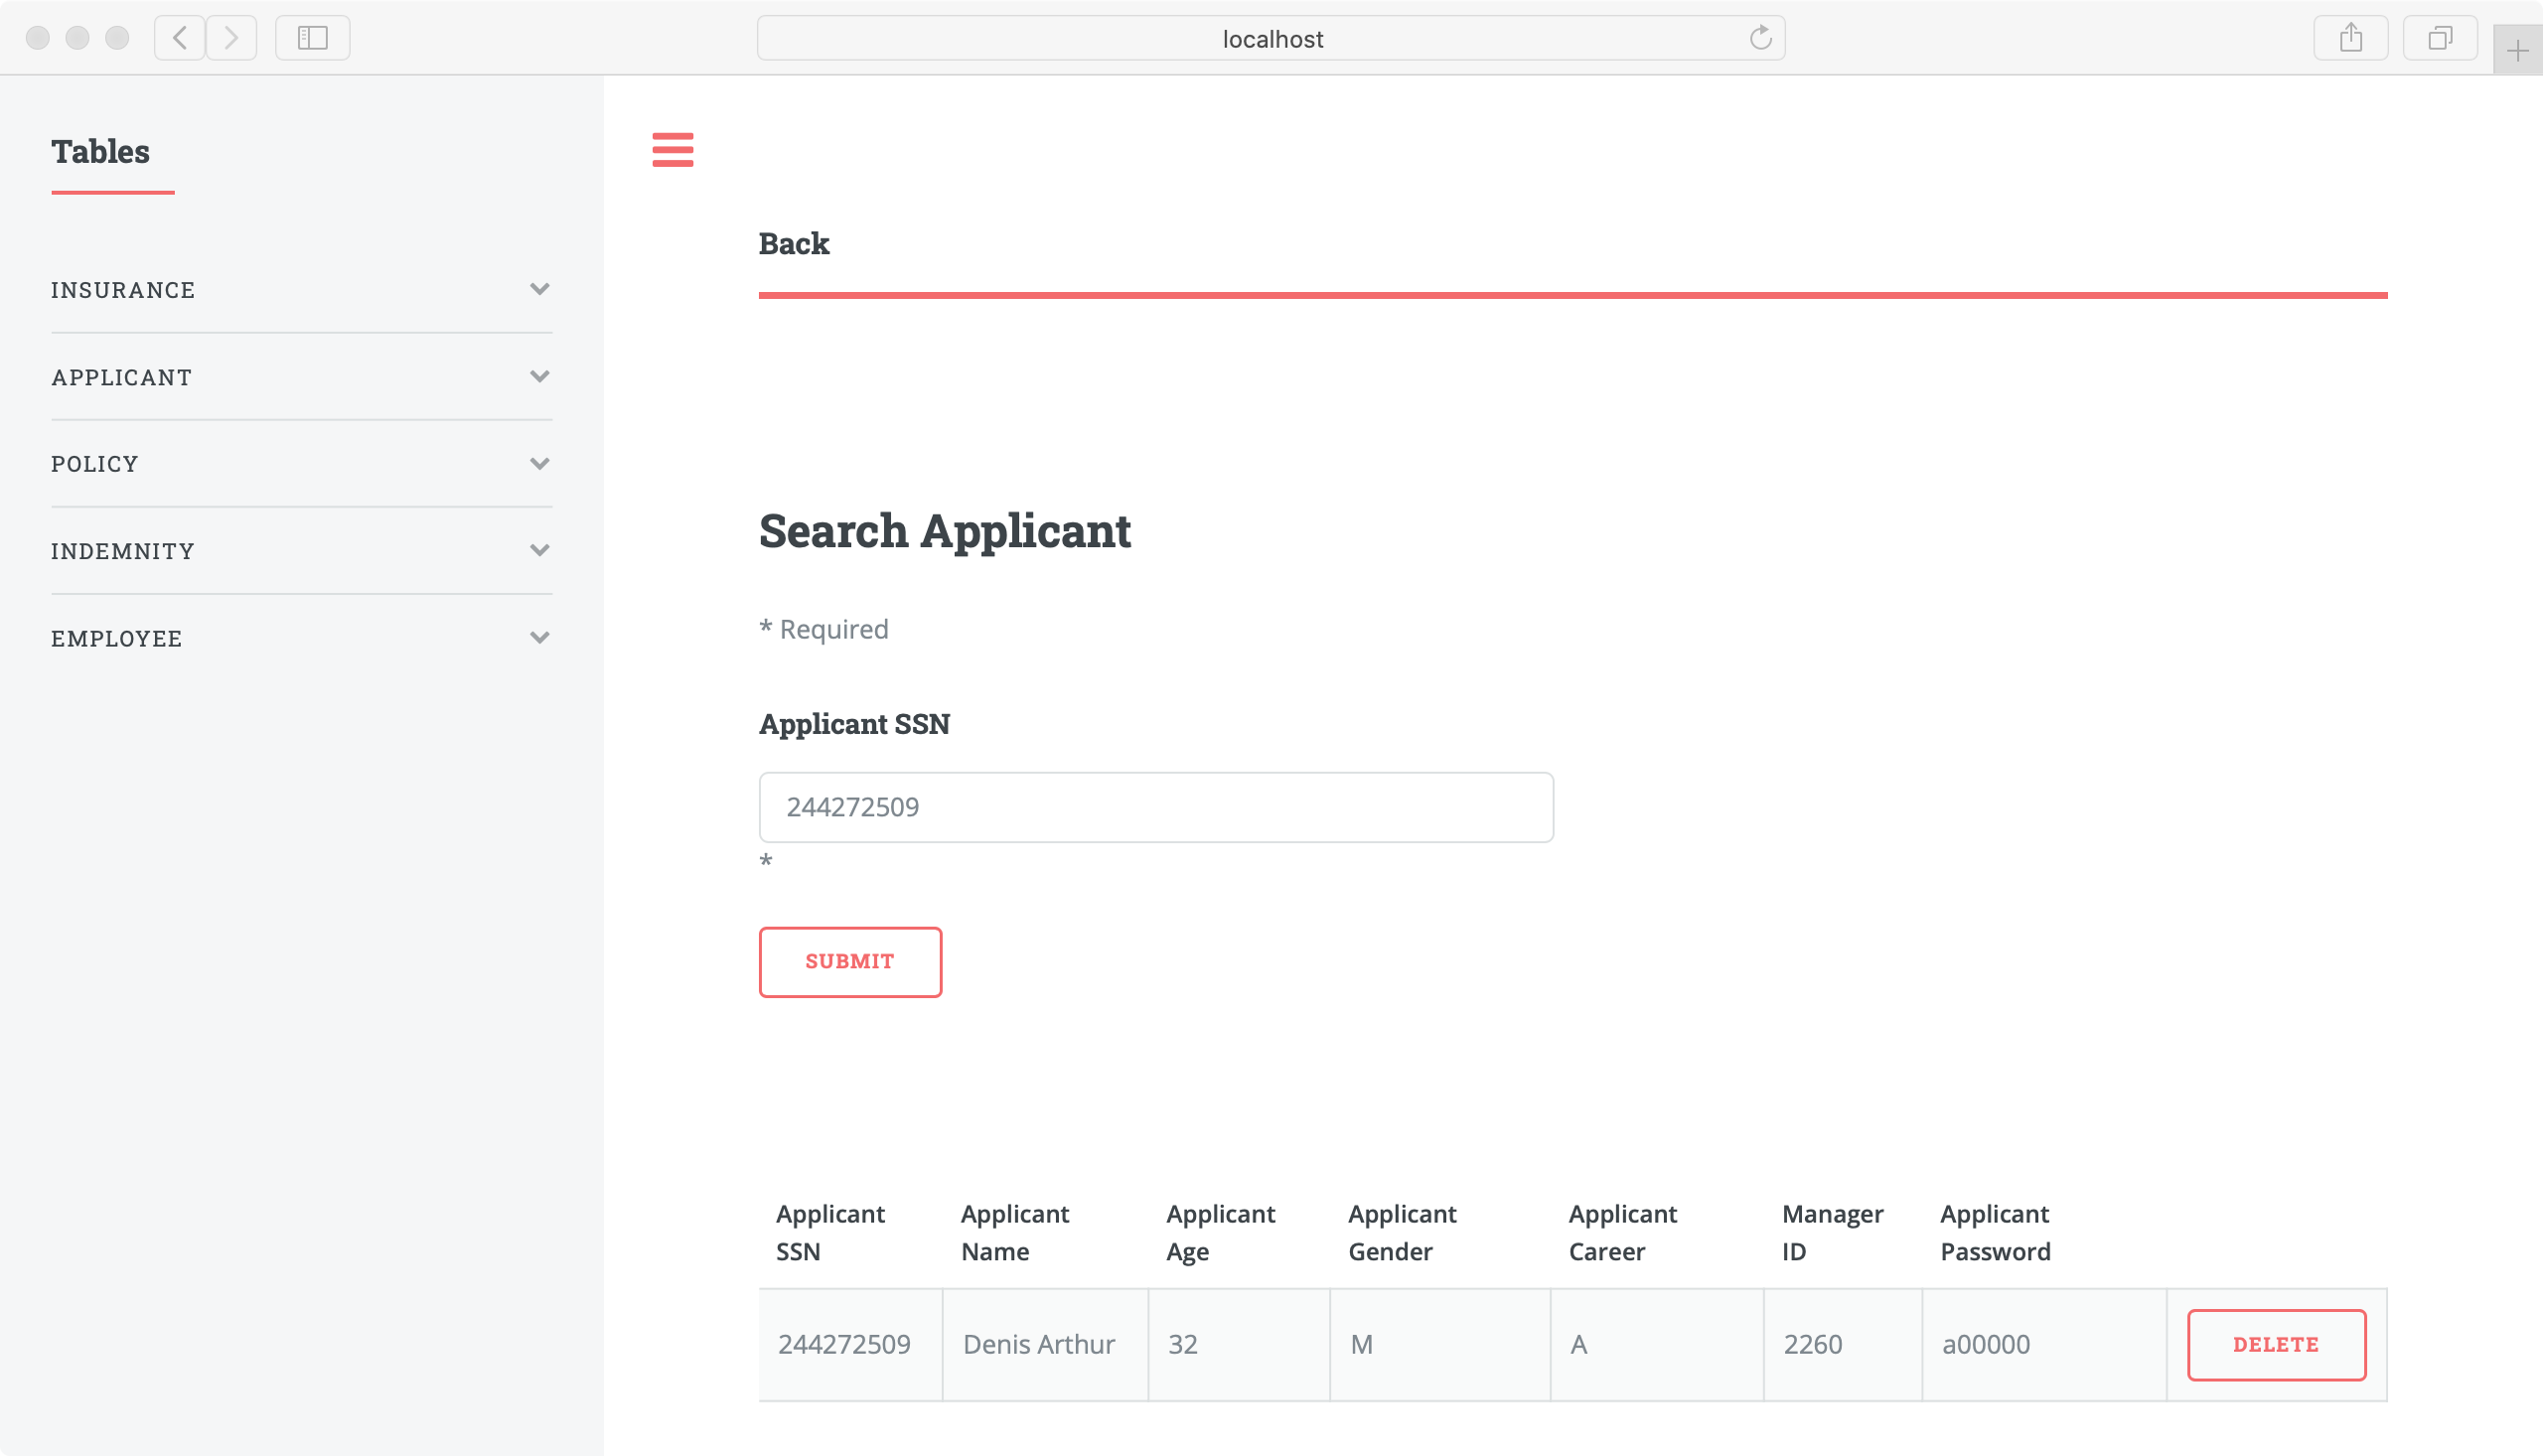 localhost
Tables
INSURANCE
APPLICANT
POLICY
INDEMNITY
EMPLOYEE
Back
Search Applicant
* Required
Applicant SSN
244272509
*
SUBMIT
Applicant SSN Applicant Name Applicant Age Applicant Gender Applicant Career Manager ID Applicant Password
244272509 Denis Arthur 32 M A 2260 a00000 DELETE